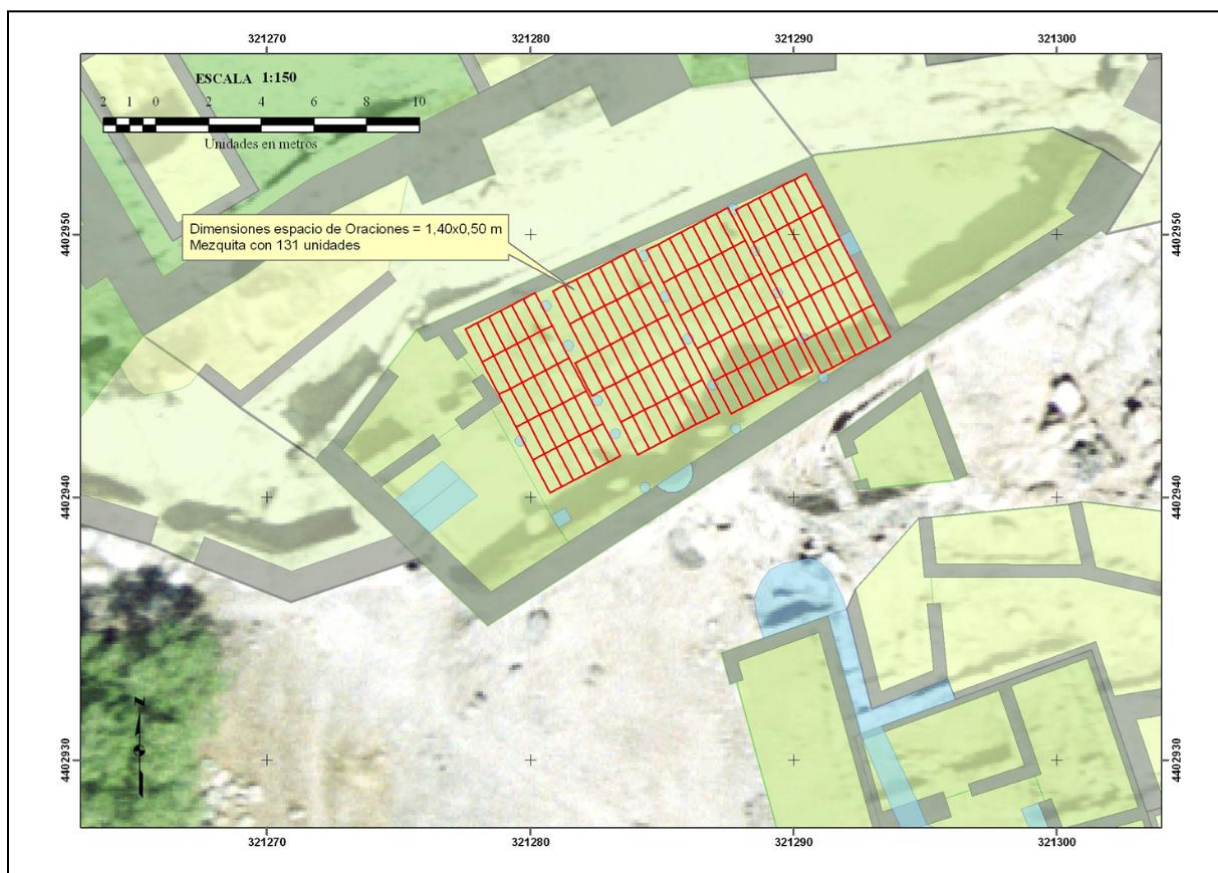 321270 321280 321290 321300
ESCALA 1:150
2 1 0 2 4 6 8 10
Unidades en metros
Dimensiones espacio de Oraciones = 1,40x0,50 m
Mezquita con 131 unidades
4402950 4402950
4402940 4402940
Z
4402930 4402930
321270 321280 321290 321300